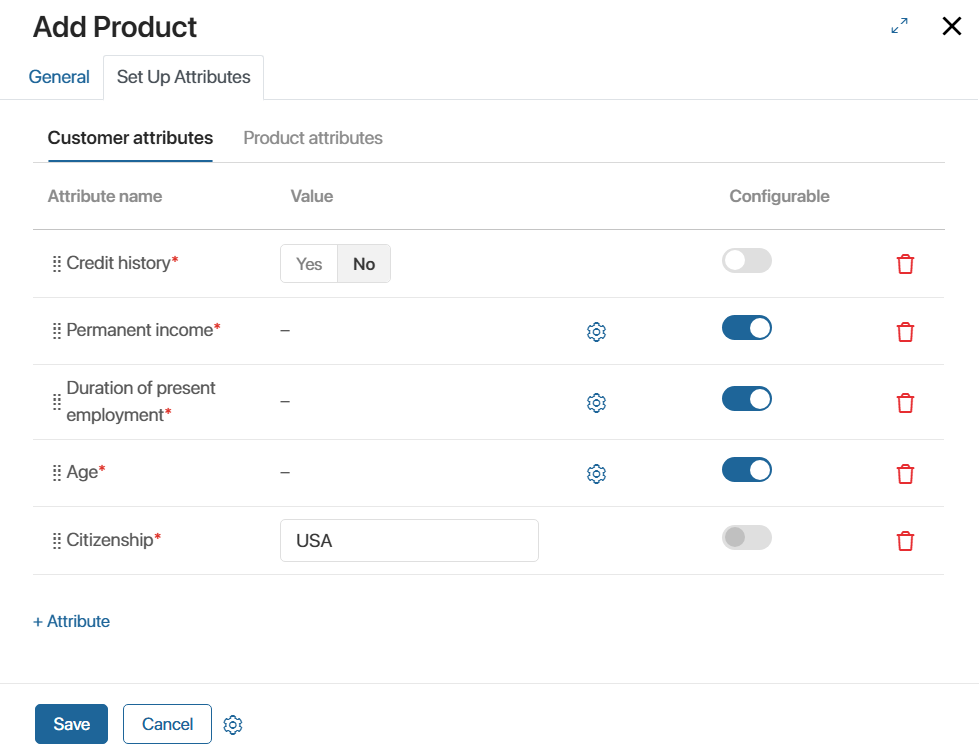 Add Product
General Set Up Attributes
Customer attributes Product attributes
Attribute name Value Configurable
Credit history* Yes No
Permanent income* –
Duration of present
employment* –
Age* –
Citizenship* USA
+ Attribute
Save Cancel